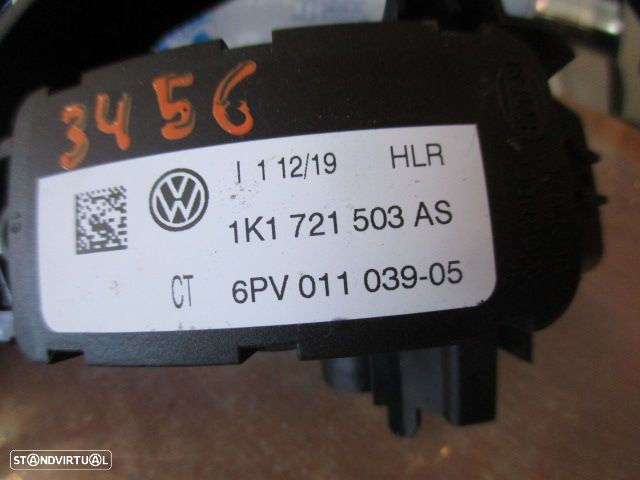 3456
I 1 12/19 HLR
1K1 721 503 AS
CT 6PV 011 039-05
STANDVIRTUAL